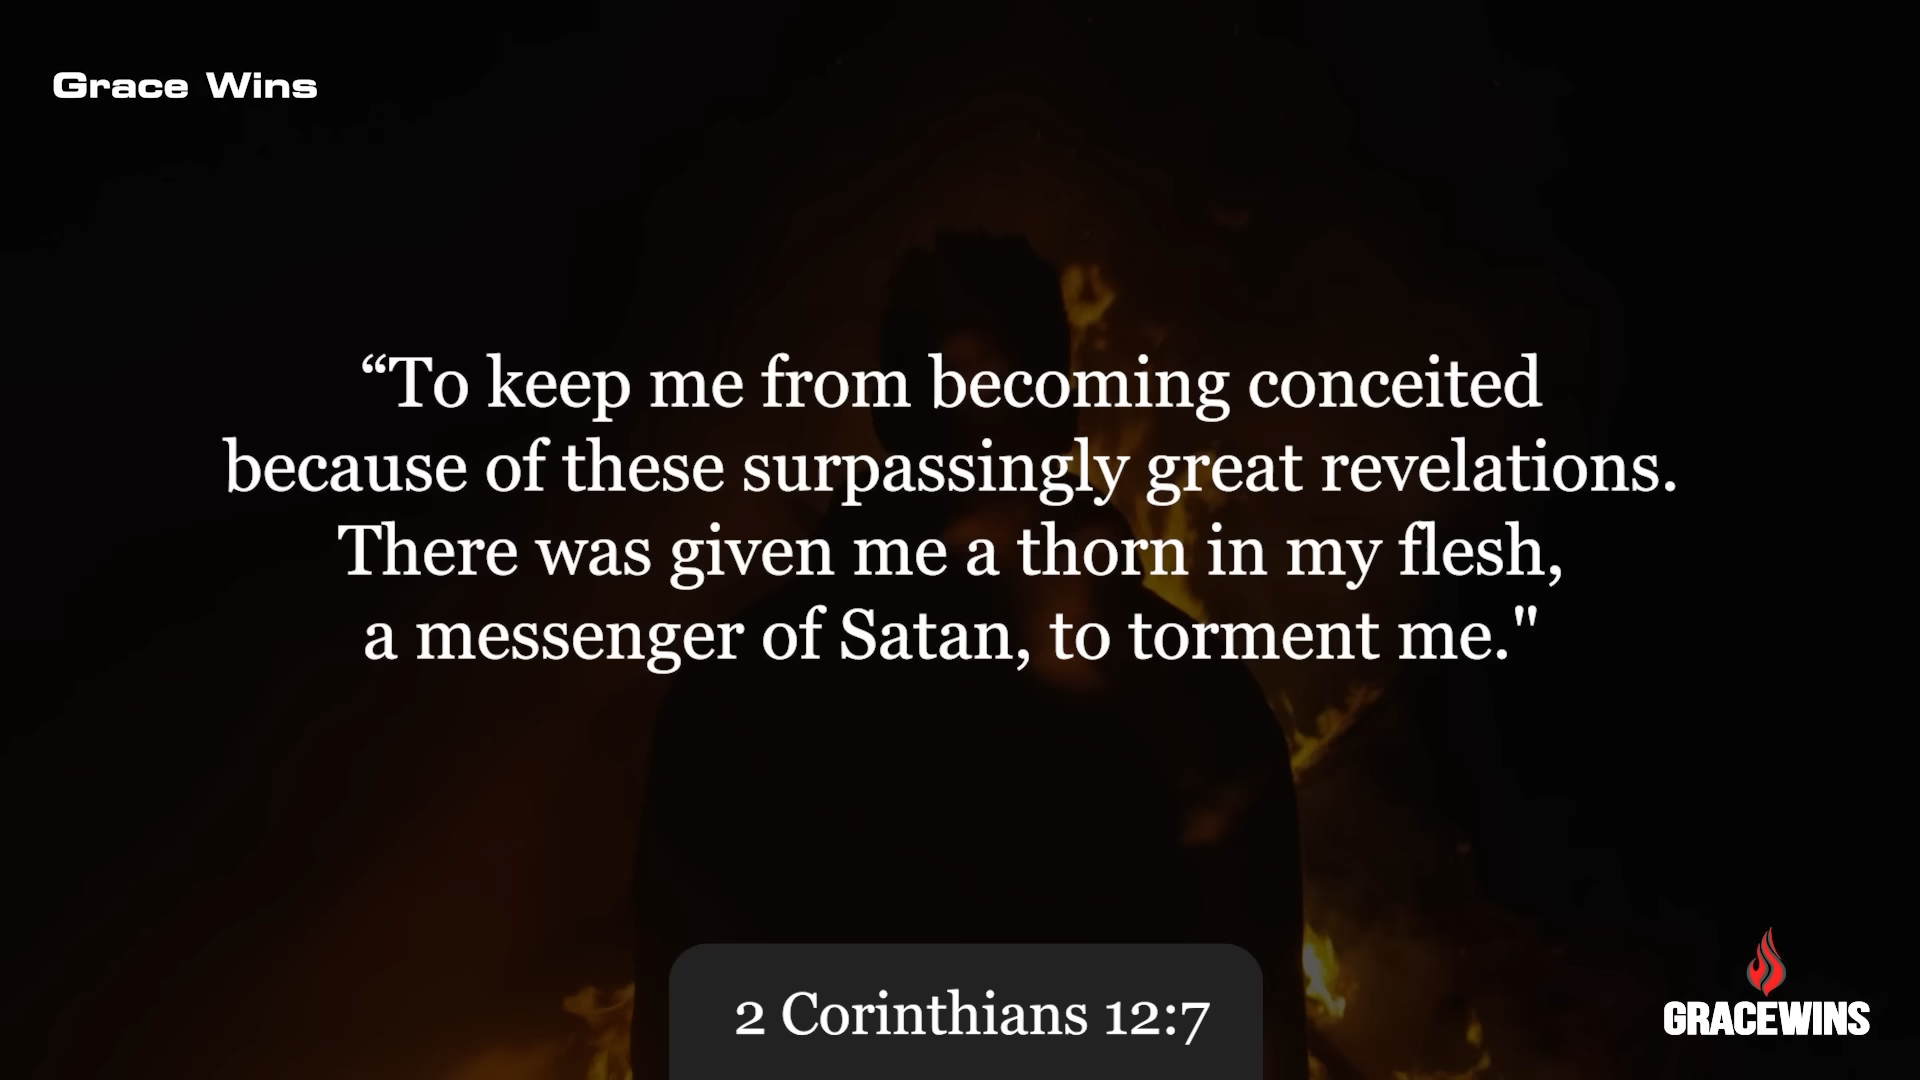 Grace Wins
“To keep me from becoming conceited
because of these surpassingly great revelations.
There was given me a thorn in my flesh,
a messenger of Satan, to torment me."
2 Corinthians 12:7
GRACEWINS